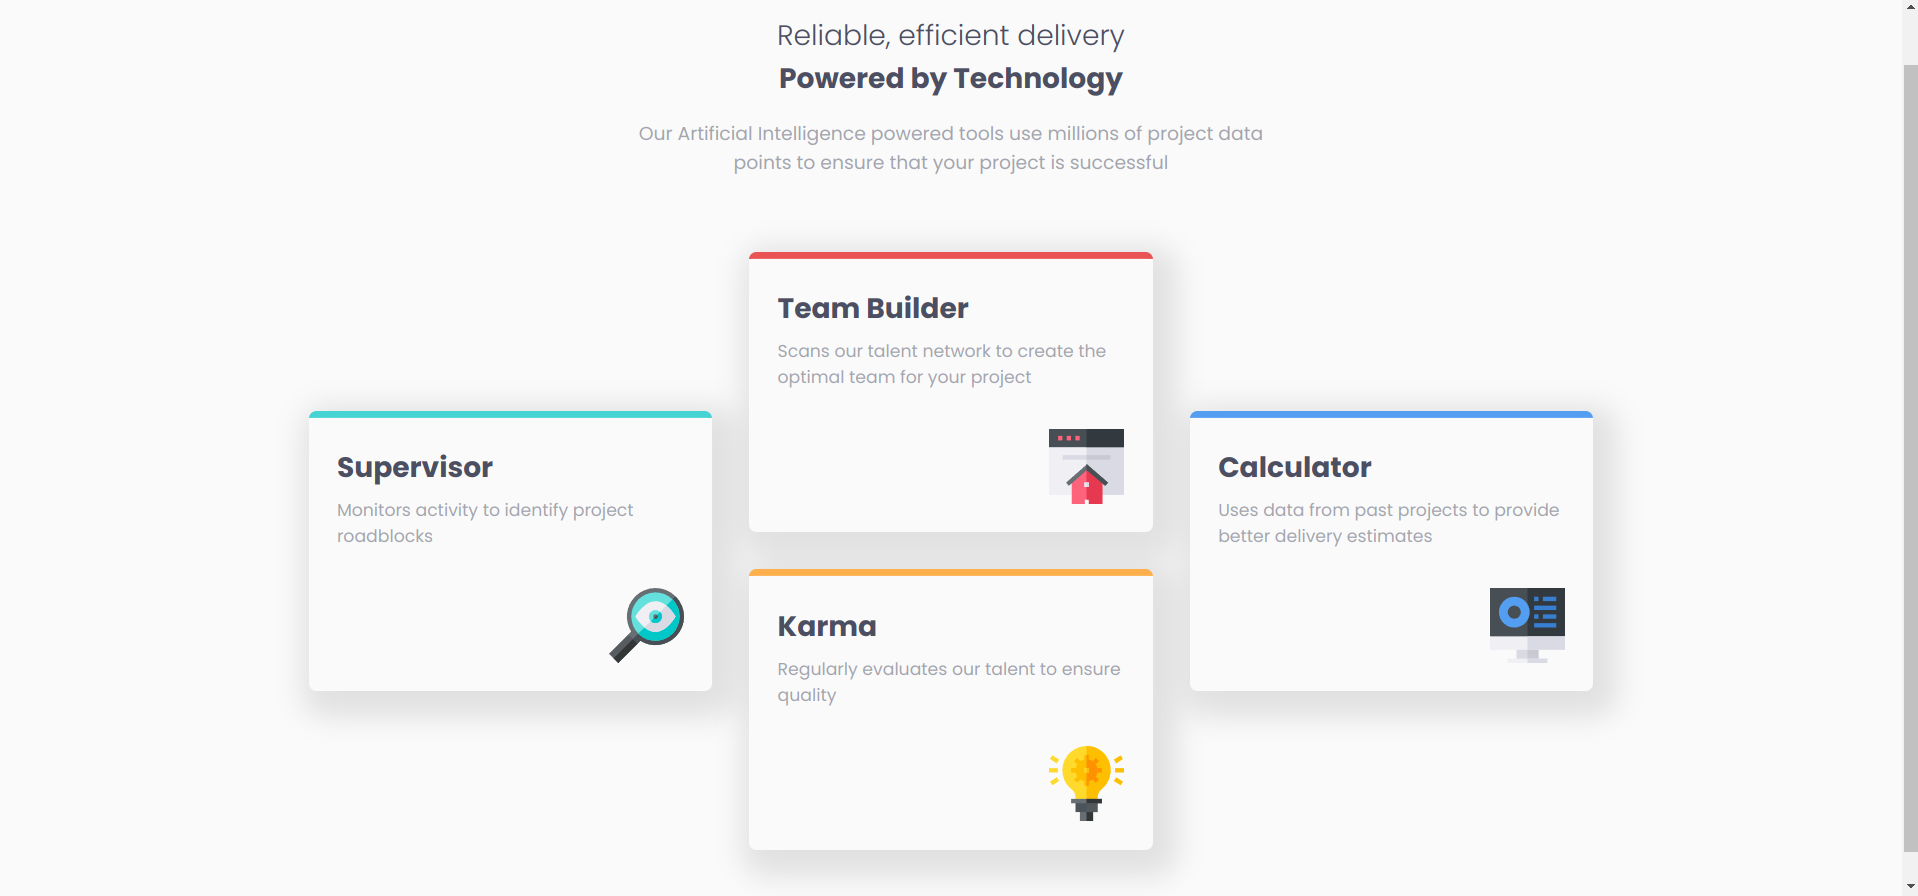 Reliable, efficient delivery
Powered by Technology
Our Artificial Intelligence powered tools use millions of project data
points to ensure that your project is successful
Team Builder
Scans our talent network to create the
optimal team for your project
Supervisor
Monitors activity to identify project
roadblocks
Calculator
Uses data from past projects to provide
better delivery estimates
Karma
Regularly evaluates our talent to ensure
quality